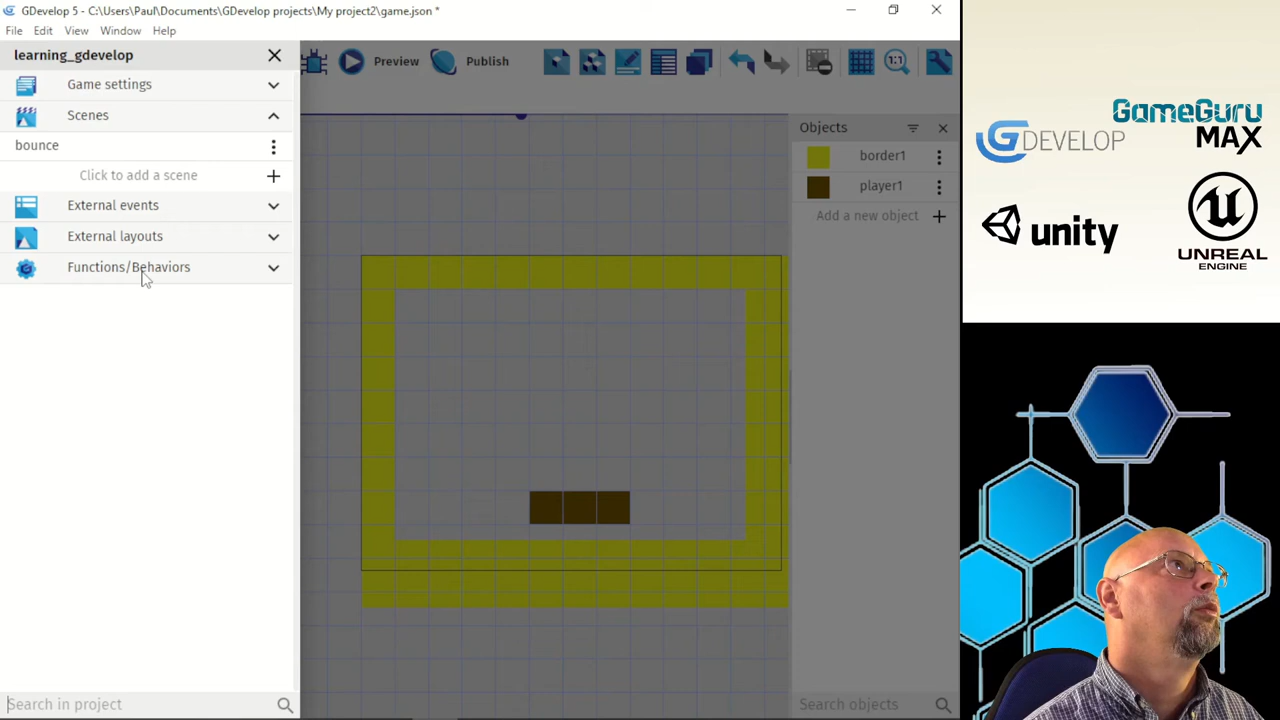 GDevelop 5 - C:\Users\Paul\Documents\GDevelop projects\My project2\game.json *
File Edit View Window Help
learning_gdevelop
Preview
Publish
Game settings
Scenes
bounce
Click to add a scene
External events
External layouts
Functions/Behaviors
Search in project
1:1
Objects
border1
player1
Add a new object
Search objects
GameGuru
MAX
GDEVELOP
unity
UNREAL
ENGINE